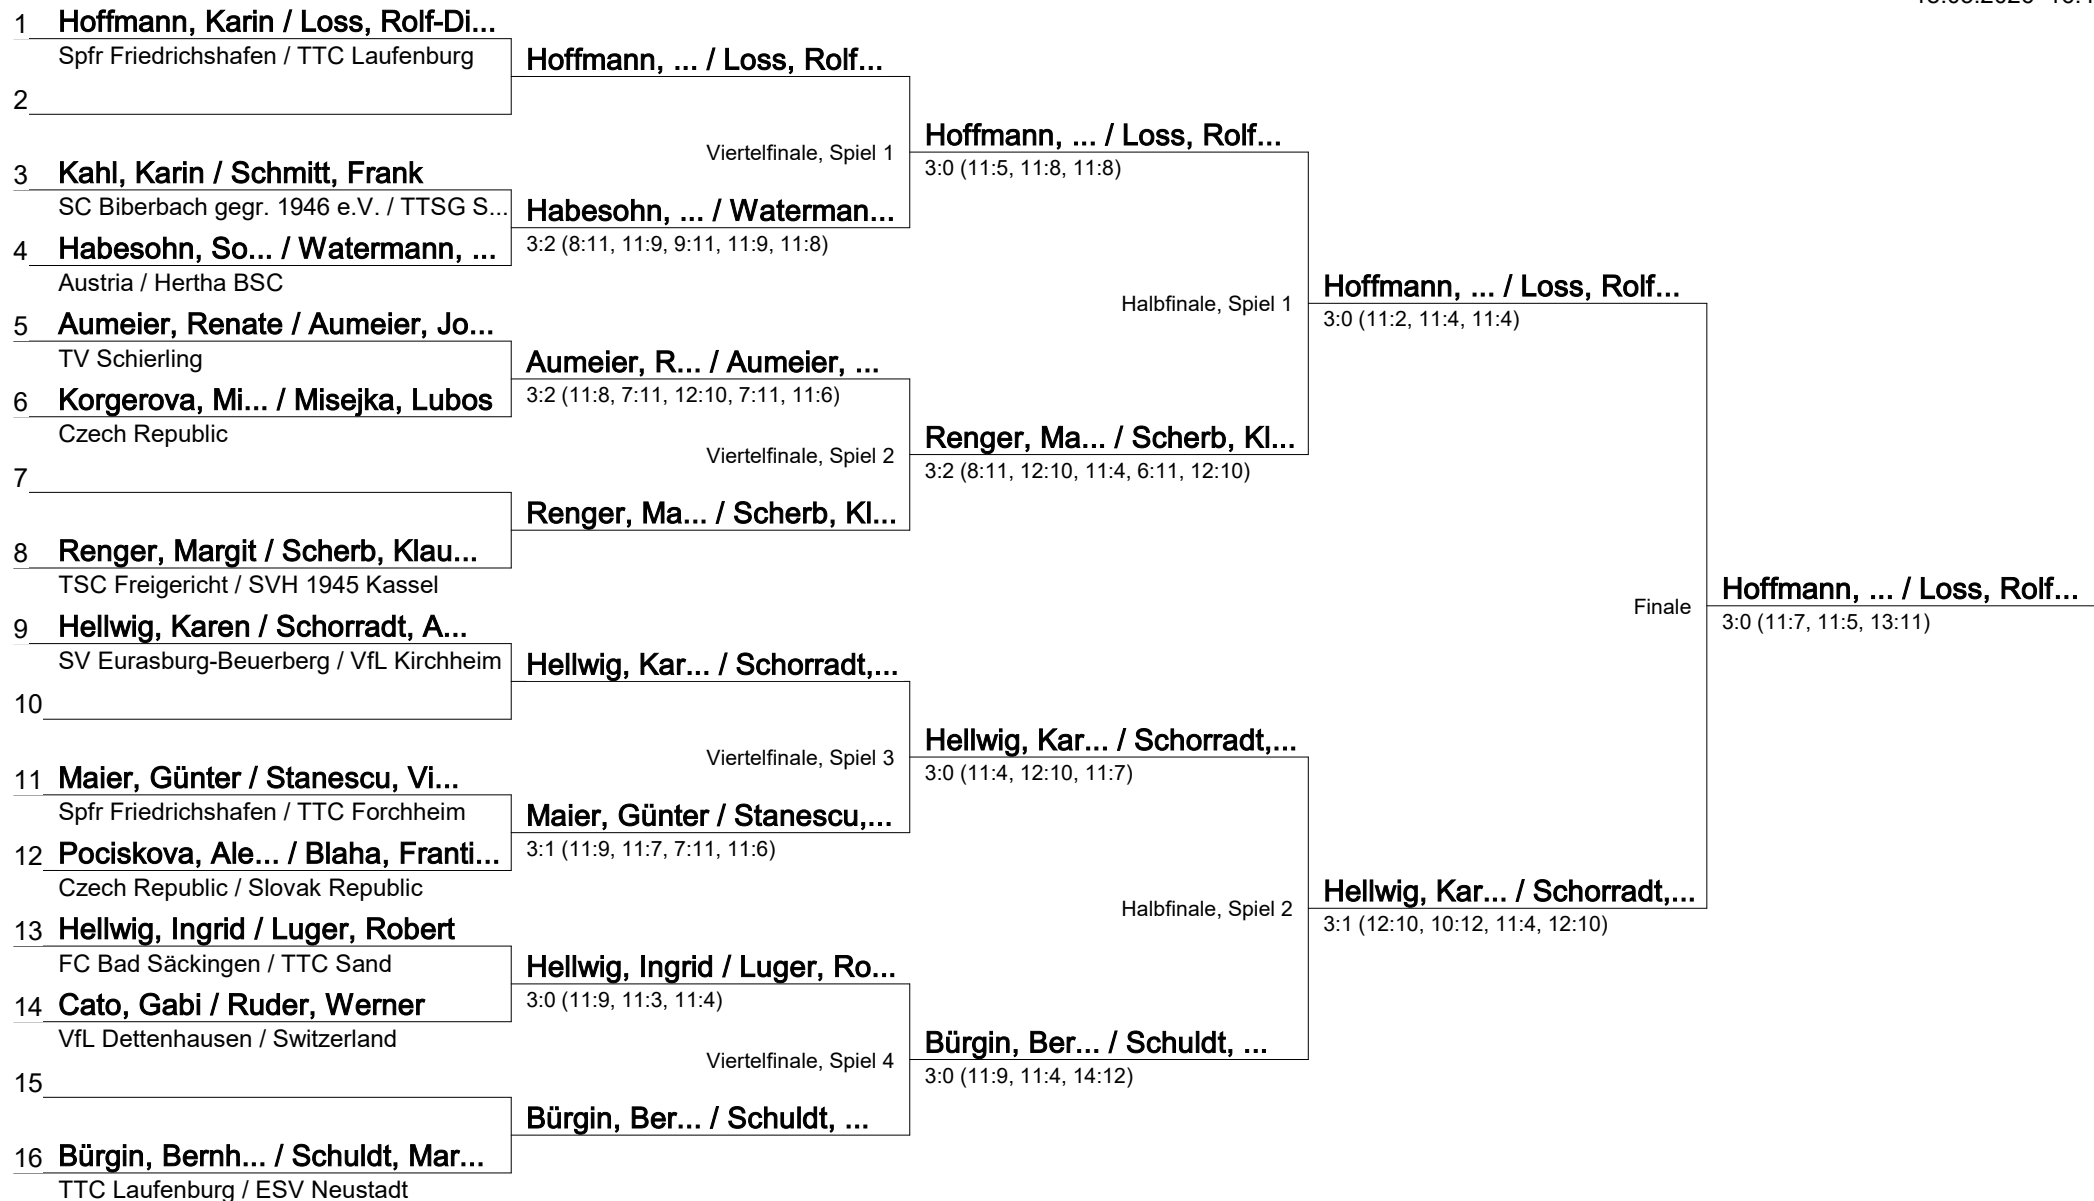 1 Hoffmann, Karin / Loss, Rolf-Di...
Spfr Friedrichshafen / TTC Laufenburg
Hoffmann, ... / Loss, Rolf...
2
Viertelfinale, Spiel 1
Hoffmann, ... / Loss, Rolf...
3:0 (11:5, 11:8, 11:8)
3 Kahl, Karin / Schmitt, Frank
SC Biberbach gegr. 1946 e.V. / TTSG S...
Habesohn, ... / Waterman...
3:2 (8:11, 11:9, 9:11, 11:9, 11:8)
4 Habesohn, So... / Watermann, ...
Austria / Hertha BSC
Halbfinale, Spiel 1
Hoffmann, ... / Loss, Rolf...
3:0 (11:2, 11:4, 11:4)
5 Aumeier, Renate / Aumeier, Jo...
TV Schierling
Aumeier, R... / Aumeier, ...
3:2 (11:8, 7:11, 12:10, 7:11, 11:6)
6 Korgerova, Mi... / Misejka, Lubos
Czech Republic
Viertelfinale, Spiel 2
Renger, Ma... / Scherb, Kl...
3:2 (8:11, 12:10, 11:4, 6:11, 12:10)
7
Renger, Ma... / Scherb, Kl...
8 Renger, Margit / Scherb, Klau...
TSC Freigericht / SVH 1945 Kassel
Finale
Hoffmann, ... / Loss, Rolf...
3:0 (11:7, 11:5, 13:11)
9 Hellwig, Karen / Schorradt, A...
SV Eurasburg-Beuerberg / VfL Kirchheim
Hellwig, Kar... / Schorradt,...
10
Viertelfinale, Spiel 3
Hellwig, Kar... / Schorradt,...
3:0 (11:4, 12:10, 11:7)
11 Maier, Günter / Stanescu, Vi...
Spfr Friedrichshafen / TTC Forchheim
Maier, Günter / Stanescu,...
3:1 (11:9, 11:7, 7:11, 11:6)
12 Pociskova, Ale... / Blaha, Franti...
Czech Republic / Slovak Republic
Halbfinale, Spiel 2
Hellwig, Kar... / Schorradt,...
3:1 (12:10, 10:12, 11:4, 12:10)
13 Hellwig, Ingrid / Luger, Robert
FC Bad Säckingen / TTC Sand
Hellwig, Ingrid / Luger, Ro...
3:0 (11:9, 11:3, 11:4)
14 Cato, Gabi / Ruder, Werner
VfL Dettenhausen / Switzerland
Viertelfinale, Spiel 4
Bürgin, Ber... / Schuldt, ...
3:0 (11:9, 11:4, 14:12)
15
Bürgin, Ber... / Schuldt, ...
16 Bürgin, Bernh... / Schuldt, Mar...
TTC Laufenburg / ESV Neustadt